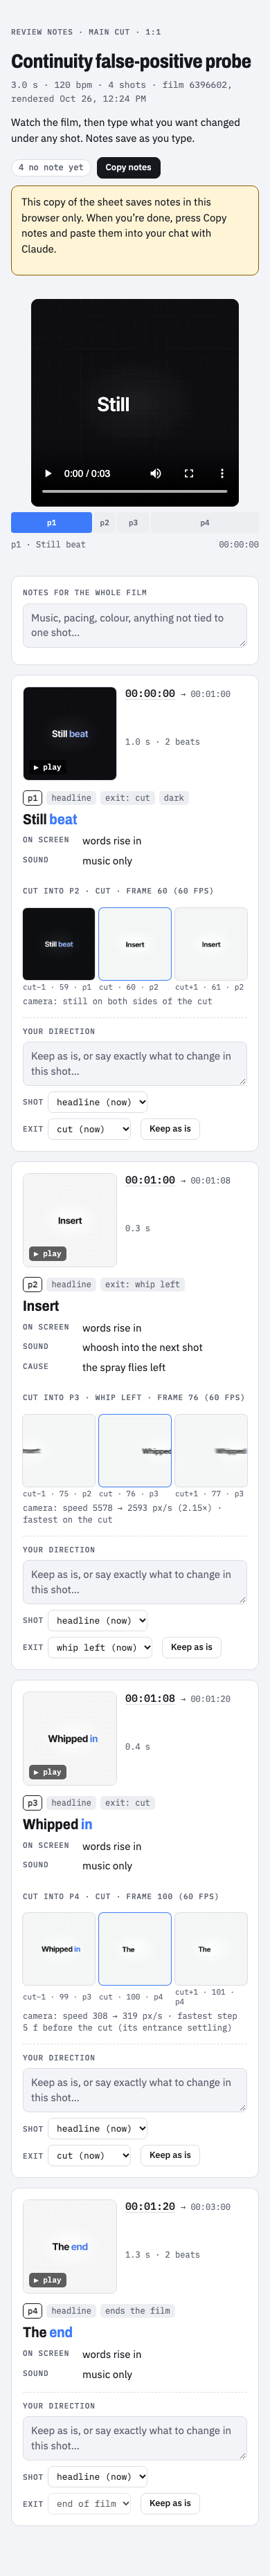 REVIEW NOTES · MAIN CUT · 1:1
Continuity false-positive probe
3.0 s · 120 bpm · 4 shots · film 6396602,
rendered Oct 26, 12:24 PM
Watch the film, then type what you want changed
under any shot. Notes save as you type.
4 no note yet
Copy notes
This copy of the sheet saves notes in this
browser only. When you're done, press Copy
notes and paste them into your chat with
Claude.
Still
0:00 / 0:03
p1 p2 p3 p4
p1 · Still beat 00:00:00
NOTES FOR THE WHOLE FILM
Music, pacing, colour, anything not tied to
one shot…
Still beat
▶ play
00:00:00 → 00:01:00
1.0 s · 2 beats
p1 headline exit: cut dark
Still beat
ON SCREEN words rise in
SOUND music only
CUT INTO P2 · CUT · FRAME 60 (60 FPS)
Still beat
Insert
Insert
cut−1 · 59 · p1 cut · 60 · p2 cut+1 · 61 · p2
camera: still on both sides of the cut
YOUR DIRECTION
Keep as is, or say exactly what to change in
this shot…
SHOT headline (now)
EXIT cut (now) Keep as is
Insert
▶ play
00:01:00 → 00:01:08
0.3 s
p2 headline exit: whip left
Insert
ON SCREEN words rise in
SOUND whoosh into the next shot
CAUSE the spray flies left
CUT INTO P3 · WHIP LEFT · FRAME 76 (60 FPS)
cut−1 · 75 · p2 cut · 76 · p3 cut+1 · 77 · p3
camera: speed 5578 → 2593 px/s (2.15×) ·
fastest on the cut
YOUR DIRECTION
Keep as is, or say exactly what to change in
this shot…
SHOT headline (now)
EXIT whip left (now) Keep as is
Whipped in
▶ play
00:01:08 → 00:01:20
0.4 s
p3 headline exit: cut
Whipped in
ON SCREEN words rise in
SOUND music only
CUT INTO P4 · CUT · FRAME 100 (60 FPS)
Whipped in
The
The
cut−1 · 99 · p3 cut · 100 · p4 cut+1 · 101 ·
p4
camera: speed 308 → 319 px/s · fastest step
5 f before the cut (its entrance settling)
YOUR DIRECTION
Keep as is, or say exactly what to change in
this shot…
SHOT headline (now)
EXIT cut (now) Keep as is
The end
▶ play
00:01:20 → 00:03:00
1.3 s · 2 beats
p4 headline ends the film
The end
ON SCREEN words rise in
SOUND music only
YOUR DIRECTION
Keep as is, or say exactly what to change in
this shot…
SHOT headline (now)
EXIT end of film Keep as is